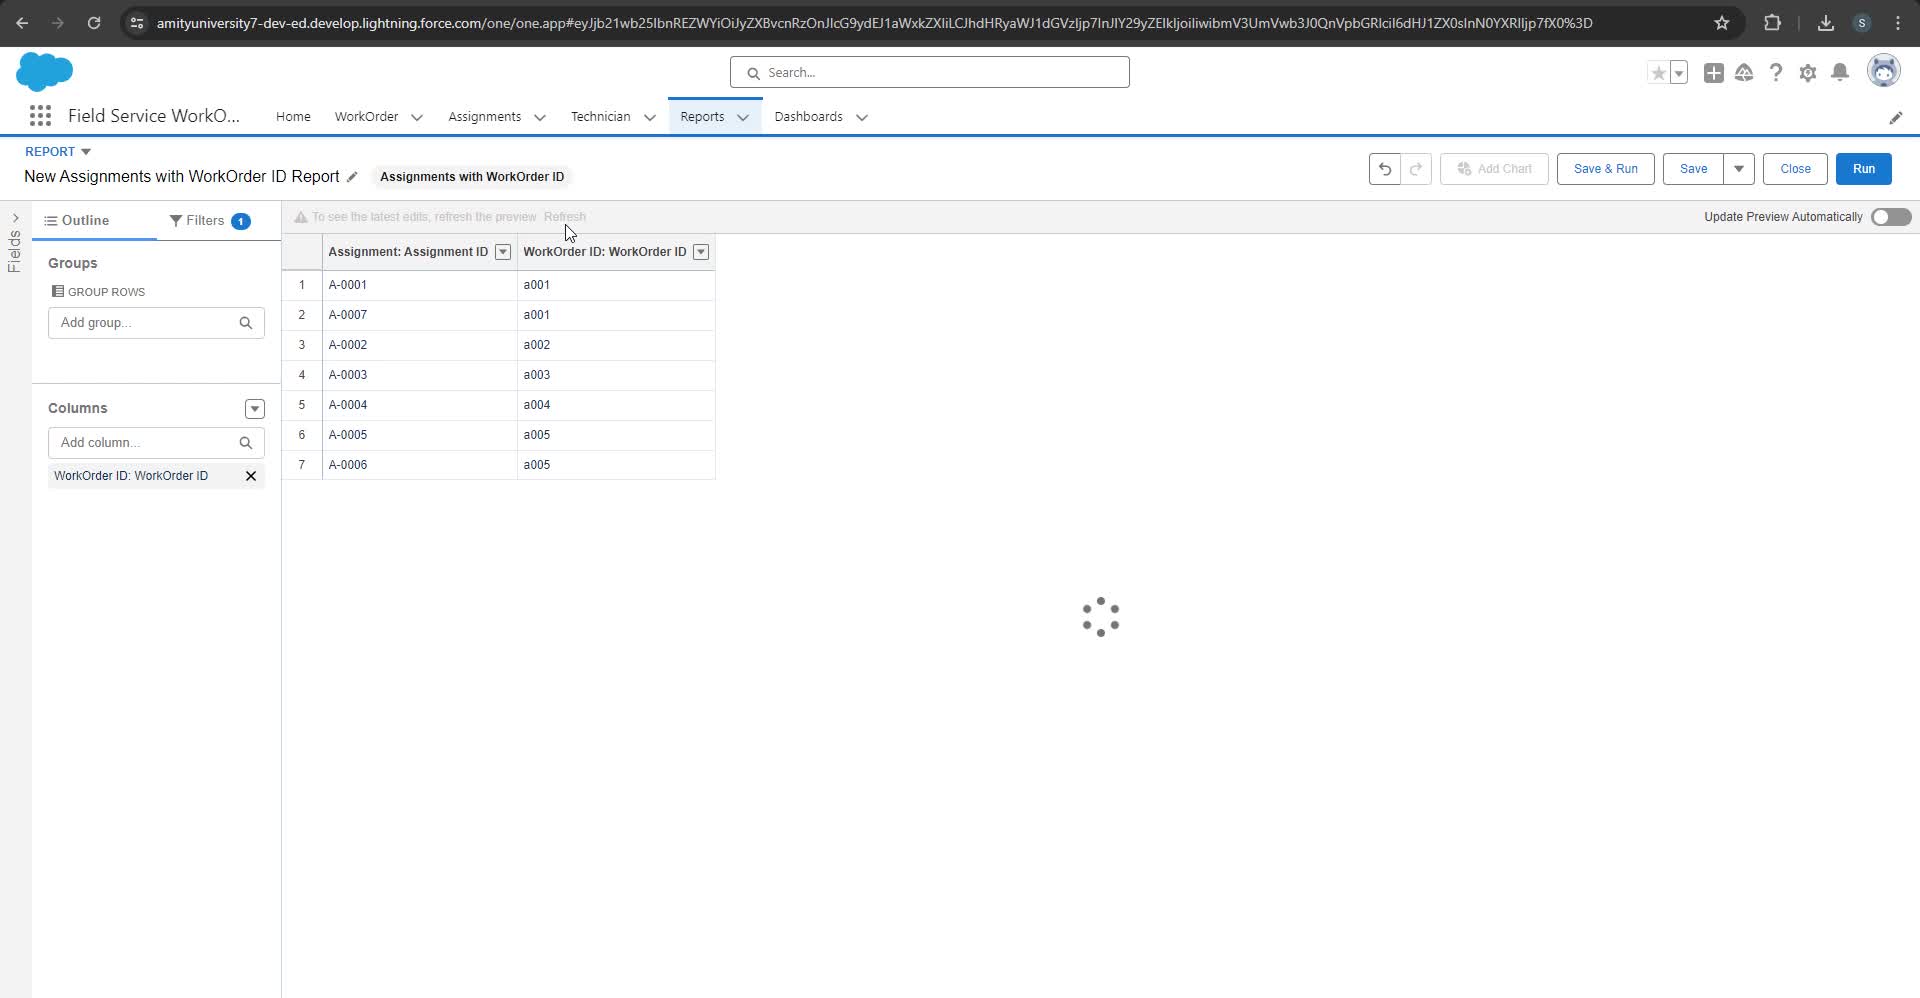 amityuniversity7-dev-ed.develop.lightning.force.com/one/one.app#eyJjb21wb25lbnREZWYiOiJyZXBvcnRzOnJlcG9ydEJ1aWxkZXIiLCJhdHRyaWJ1dGVzIjp7InJlY29yZElkIjoiIiwibmV3UmVwb3J0QnVpbGRlciI6dHJ1ZX0sInN0YXRlIjp7fX0%3D
S
Search...
Field Service WorkO...
Home
WorkOrder
Assignments
Technician
Reports
Dashboards
REPORT
New Assignments with WorkOrder ID Report
Assignments with WorkOrder ID
Add Chart
Save & Run
Save
Close
Run
Fields
Outline
Filters 1
To see the latest edits, refresh the preview Refresh
Update Preview Automatically
Groups
GROUP ROWS
Add group...
Columns
Add column...
WorkOrder ID: WorkOrder ID
Assignment: Assignment ID WorkOrder ID: WorkOrder ID
1 A-0001 a001
2 A-0007 a001
3 A-0002 a002
4 A-0003 a003
5 A-0004 a004
6 A-0005 a005
7 A-0006 a005